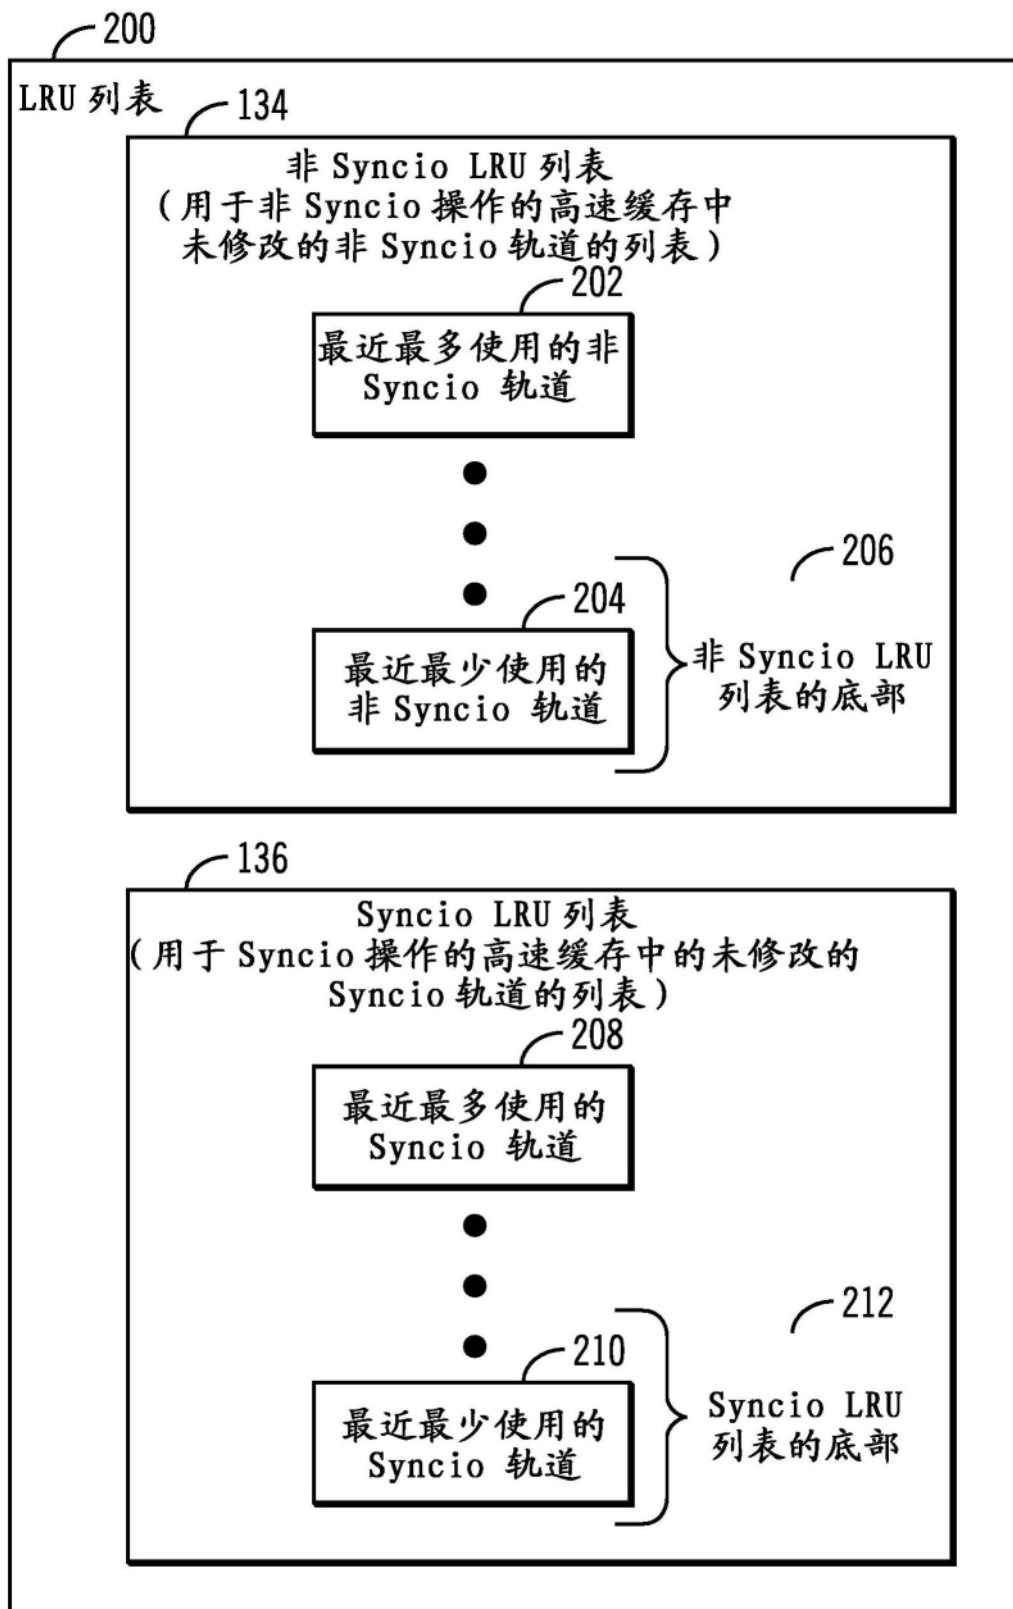 200
LRU 列表
134
非 Syncio LRU 列表
(用于非 Syncio 操作的高速缓存中
未修改的非 Syncio 轨道的列表)
202
最近最多使用的非
Syncio 轨道
206
204
最近最少使用的
非 Syncio 轨道
非 Syncio LRU
列表的底部
136
Syncio LRU 列表
(用于 Syncio 操作的高速缓存中的未修改的
Syncio 轨道的列表)
208
最近最多使用的
Syncio 轨道
212
210
最近最少使用的
Syncio 轨道
Syncio LRU
列表的底部